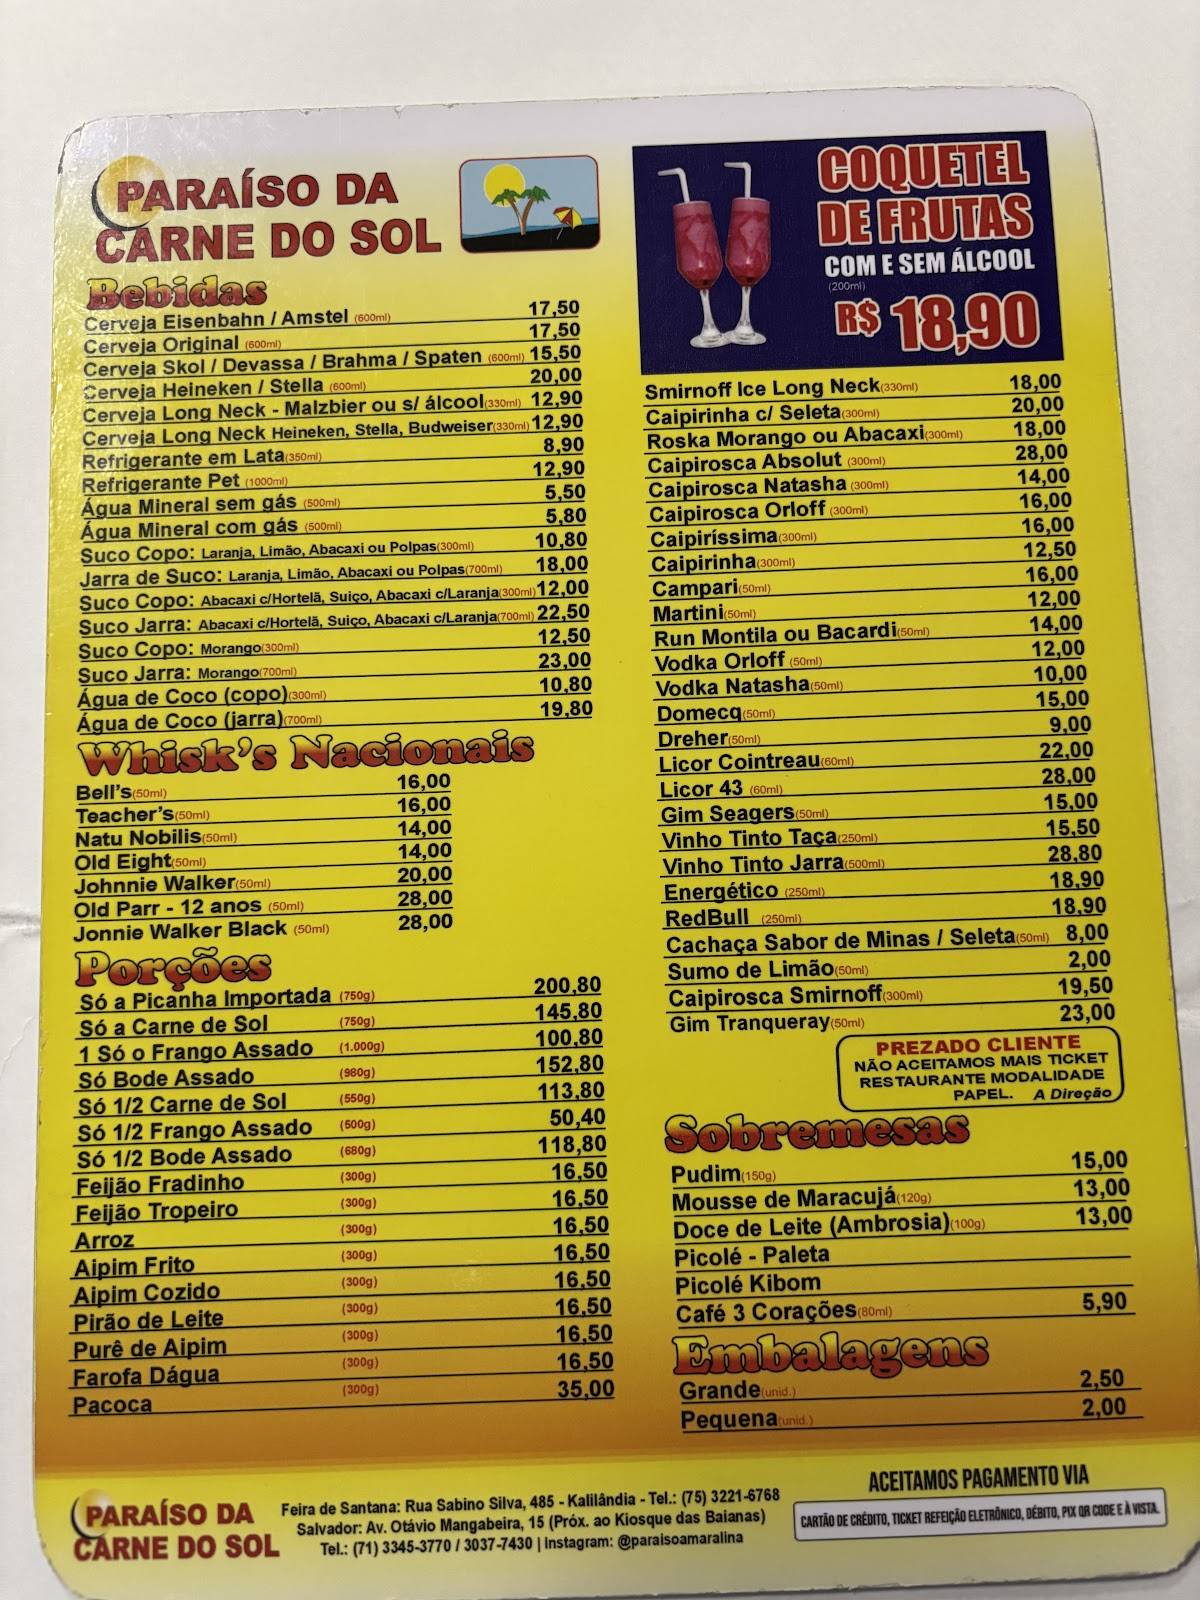 PARAÍSO DA
CARNE DO SOL
Bebidas
Cerveja Eisenbahn / Amstel (600ml) 17,50
Cerveja Original (600ml) 17,50
Cerveja Skol / Devassa / Brahma / Spaten (600ml) 15,50
Cerveja Heineken / Stella (600ml) 20,00
Cerveja Long Neck - Malzbier ou s/ álcool(330ml) 12,90
Cerveja Long Neck Heineken, Stella, Budweiser(330ml) 12,90
Refrigerante em Lata(350ml) 8,90
Refrigerante Pet (1000ml) 12,90
Água Mineral sem gás (500ml) 5,50
Água Mineral com gás (500ml) 5,80
Suco Copo: Laranja, Limão, Abacaxi ou Polpas(300ml) 10,80
Jarra de Suco: Laranja, Limão, Abacaxi ou Polpas(700ml) 18,00
Suco Copo: Abacaxi c/Hortelã, Suiço, Abacaxi c/Laranja(300ml) 12,00
Suco Jarra: Abacaxi c/Hortelã, Suiço, Abacaxi c/Laranja(700ml) 22,50
Suco Copo: Morango(300ml) 12,50
Suco Jarra: Morango(700ml) 23,00
Água de Coco (copo)(300ml) 10,80
Água de Coco (jarra)(700ml) 19,80
Whisk's Nacionais
Bell's(50ml) 16,00
Teacher's(50ml) 16,00
Natu Nobilis(50ml) 14,00
Old Eight(50ml) 14,00
Johnnie Walker(50ml) 20,00
Old Parr - 12 anos (50ml) 28,00
Jonnie Walker Black (50ml) 28,00
Porções
Só a Picanha Importada (750g) 200,80
Só a Carne de Sol (750g) 145,80
1 Só o Frango Assado (1.000g) 100,80
Só Bode Assado (980g) 152,80
Só 1/2 Carne de Sol (550g) 113,80
Só 1/2 Frango Assado (500g) 50,40
Só 1/2 Bode Assado (680g) 118,80
Feijão Fradinho (300g) 16,50
Feijão Tropeiro (300g) 16,50
Arroz (300g) 16,50
Aipim Frito (300g) 16,50
Aipim Cozido (300g) 16,50
Pirão de Leite (300g) 16,50
Purê de Aipim (300g) 16,50
Farofa Dágua (300g) 16,50
Pacoca (300g) 35,00
COQUETEL
DE FRUTAS
COM E SEM ÁLCOOL
(200ml)
R$ 18,90
Smirnoff Ice Long Neck(330ml) 18,00
Caipirinha c/ Seleta(300ml) 20,00
Roska Morango ou Abacaxi(300ml) 18,00
Caipirosca Absolut (300ml) 28,00
Caipirosca Natasha (300ml) 14,00
Caipirosca Orloff (300ml) 16,00
Caipiríssima(300ml) 16,00
Caipirinha(300ml) 12,50
Campari(50ml) 16,00
Martini(50ml) 12,00
Run Montila ou Bacardi(50ml) 14,00
Vodka Orloff (50ml) 12,00
Vodka Natasha(50ml) 10,00
Domecq(50ml) 15,00
Dreher(50ml) 9,00
Licor Cointreau(60ml) 22,00
Licor 43 (60ml) 28,00
Gim Seagers(50ml) 15,00
Vinho Tinto Taça(250ml) 15,50
Vinho Tinto Jarra(500ml) 28,80
Energético (250ml) 18,90
RedBull (250ml) 18,90
Cachaça Sabor de Minas / Seleta(50ml) 8,00
Sumo de Limão(50ml) 2,00
Caipirosca Smirnoff(300ml) 19,50
Gim Tranqueray(50ml) 23,00
PREZADO CLIENTE
NÃO ACEITAMOS MAIS TICKET
RESTAURANTE MODALIDADE
PAPEL. A Direção
Sobremesas
Pudim(150g) 15,00
Mousse de Maracujá(120g) 13,00
Doce de Leite (Ambrosia)(100g) 13,00
Picolé - Paleta
Picolé Kibom
Café 3 Corações(80ml) 5,90
Embalagens
Grande(unid.) 2,50
Pequena(unid.) 2,00
PARAÍSO DA
CARNE DO SOL
Feira de Santana: Rua Sabino Silva, 485 - Kalilândia - Tel.: (75) 3221-6768
Salvador: Av. Otávio Mangabeira, 15 (Próx. ao Kiosque das Baianas)
Tel.: (71) 3345-3770 / 3037-7430 | Instagram: @paraisoamaralina
ACEITAMOS PAGAMENTO VIA
CARTÃO DE CRÉDITO, TICKET REFEIÇÃO ELETRÔNICO, DÉBITO, PIX QR CODE E À VISTA.